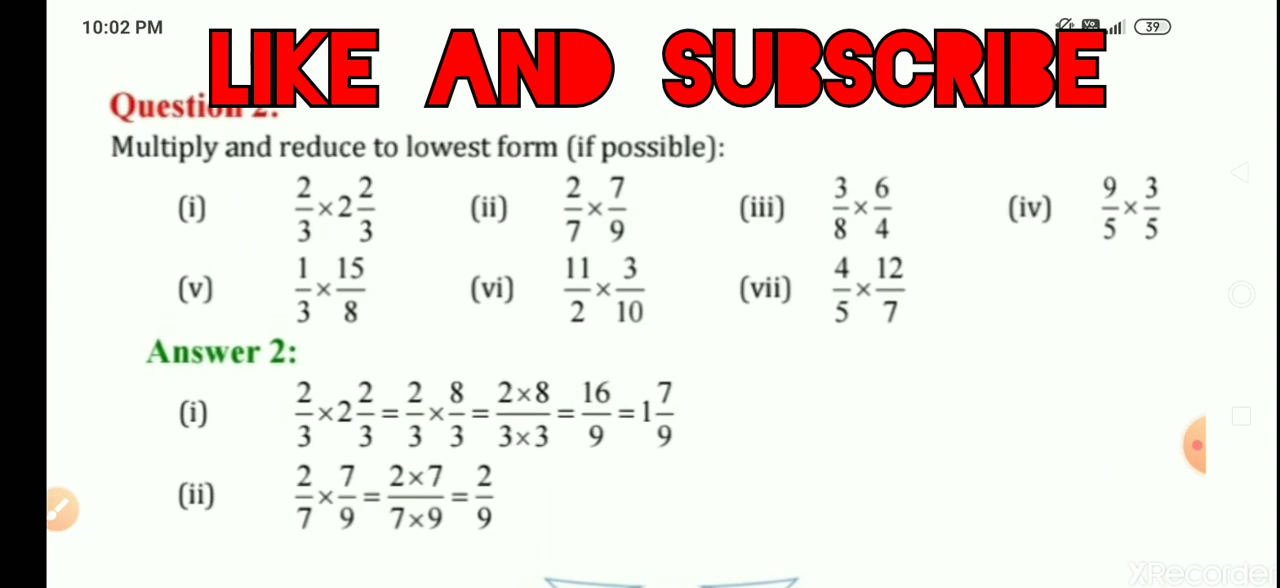 10:02 PM
Vo 39
LIKE AND SUBSCRIBE
Question 2:
Multiply and reduce to lowest form (if possible):
(i) 2/3 × 2 2/3 (ii) 2/7 × 7/9 (iii) 3/8 × 6/4 (iv) 9/5 × 3/5
(v) 1/3 × 15/8 (vi) 11/2 × 3/10 (vii) 4/5 × 12/7
Answer 2:
(i) 2/3 × 2 2/3 = 2/3 × 8/3 = 2×8/3×3 = 16/9 = 1 7/9
(ii) 2/7 × 7/9 = 2×7/7×9 = 2/9
XRecorder